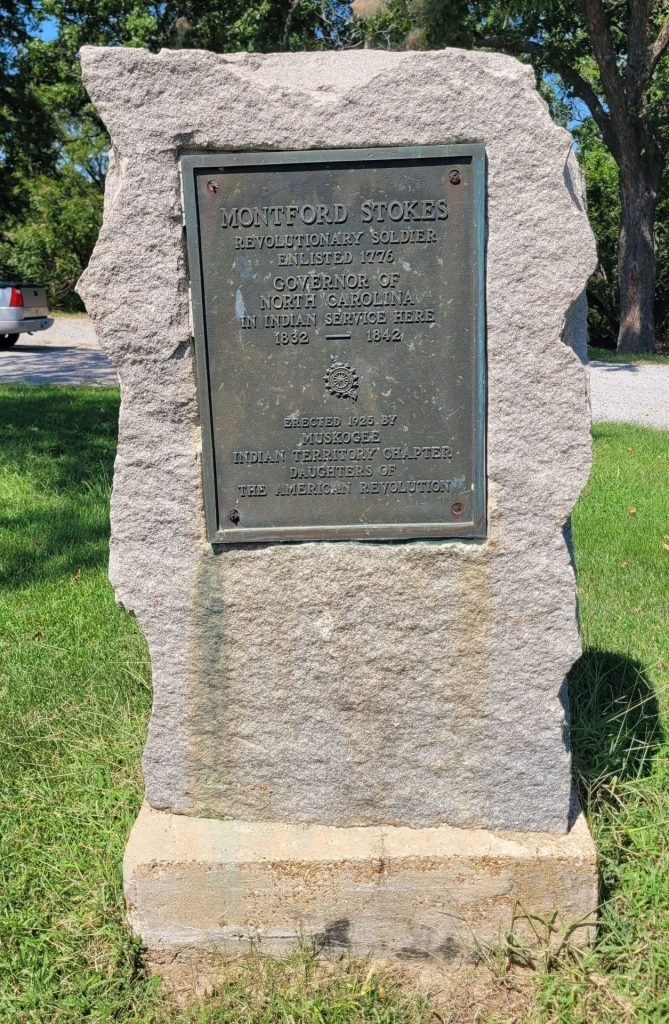 MONTFORD STOKES
REVOLUTIONARY SOLDIER
ENLISTED 1776
GOVERNOR OF
NORTH CAROLINA
IN INDIAN SERVICE HERE
1832 — 1842
ERECTED 1925 BY
MUSKOGEE
INDIAN TERRITORY CHAPTER
DAUGHTERS OF
THE AMERICAN REVOLUTION